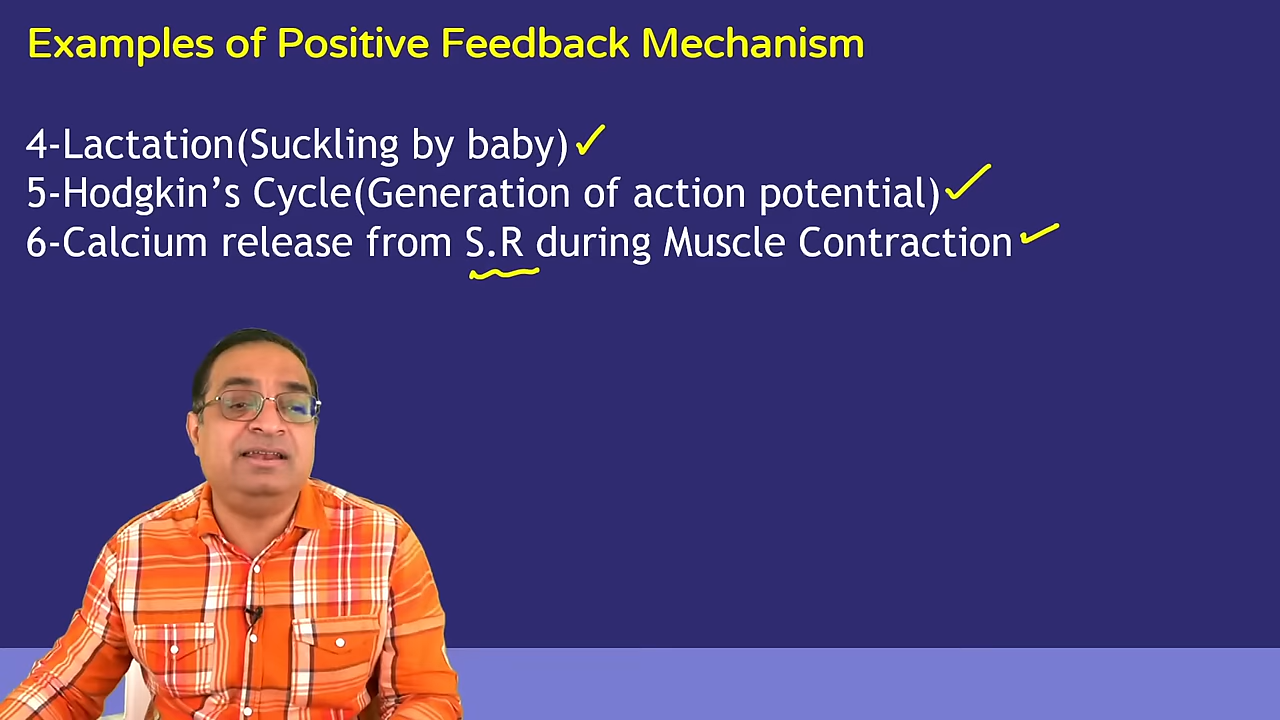 Examples of Positive Feedback Mechanism
4-Lactation(Suckling by baby)
5-Hodgkin’s Cycle(Generation of action potential)
6-Calcium release from S.R during Muscle Contraction